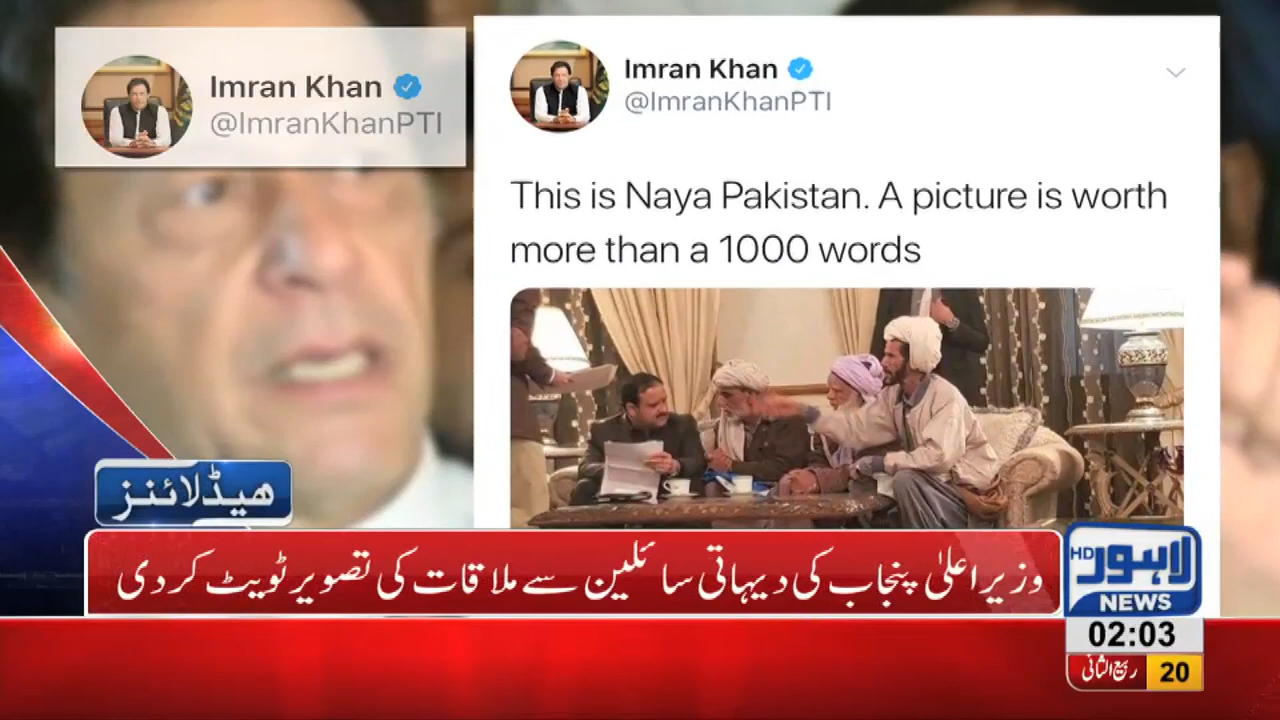 Imran Khan
@ImranKhanPTI
Imran Khan
@ImranKhanPTI
This is Naya Pakistan. A picture is worth
more than a 1000 words
ہیڈلائنز
وزیراعلیٰ پنجاب کی دیہاتی سائلین سے ملاقات کی تصویر ٹویٹ کردی
HD لاہور
NEWS
02:03
20 ربیع الثانی